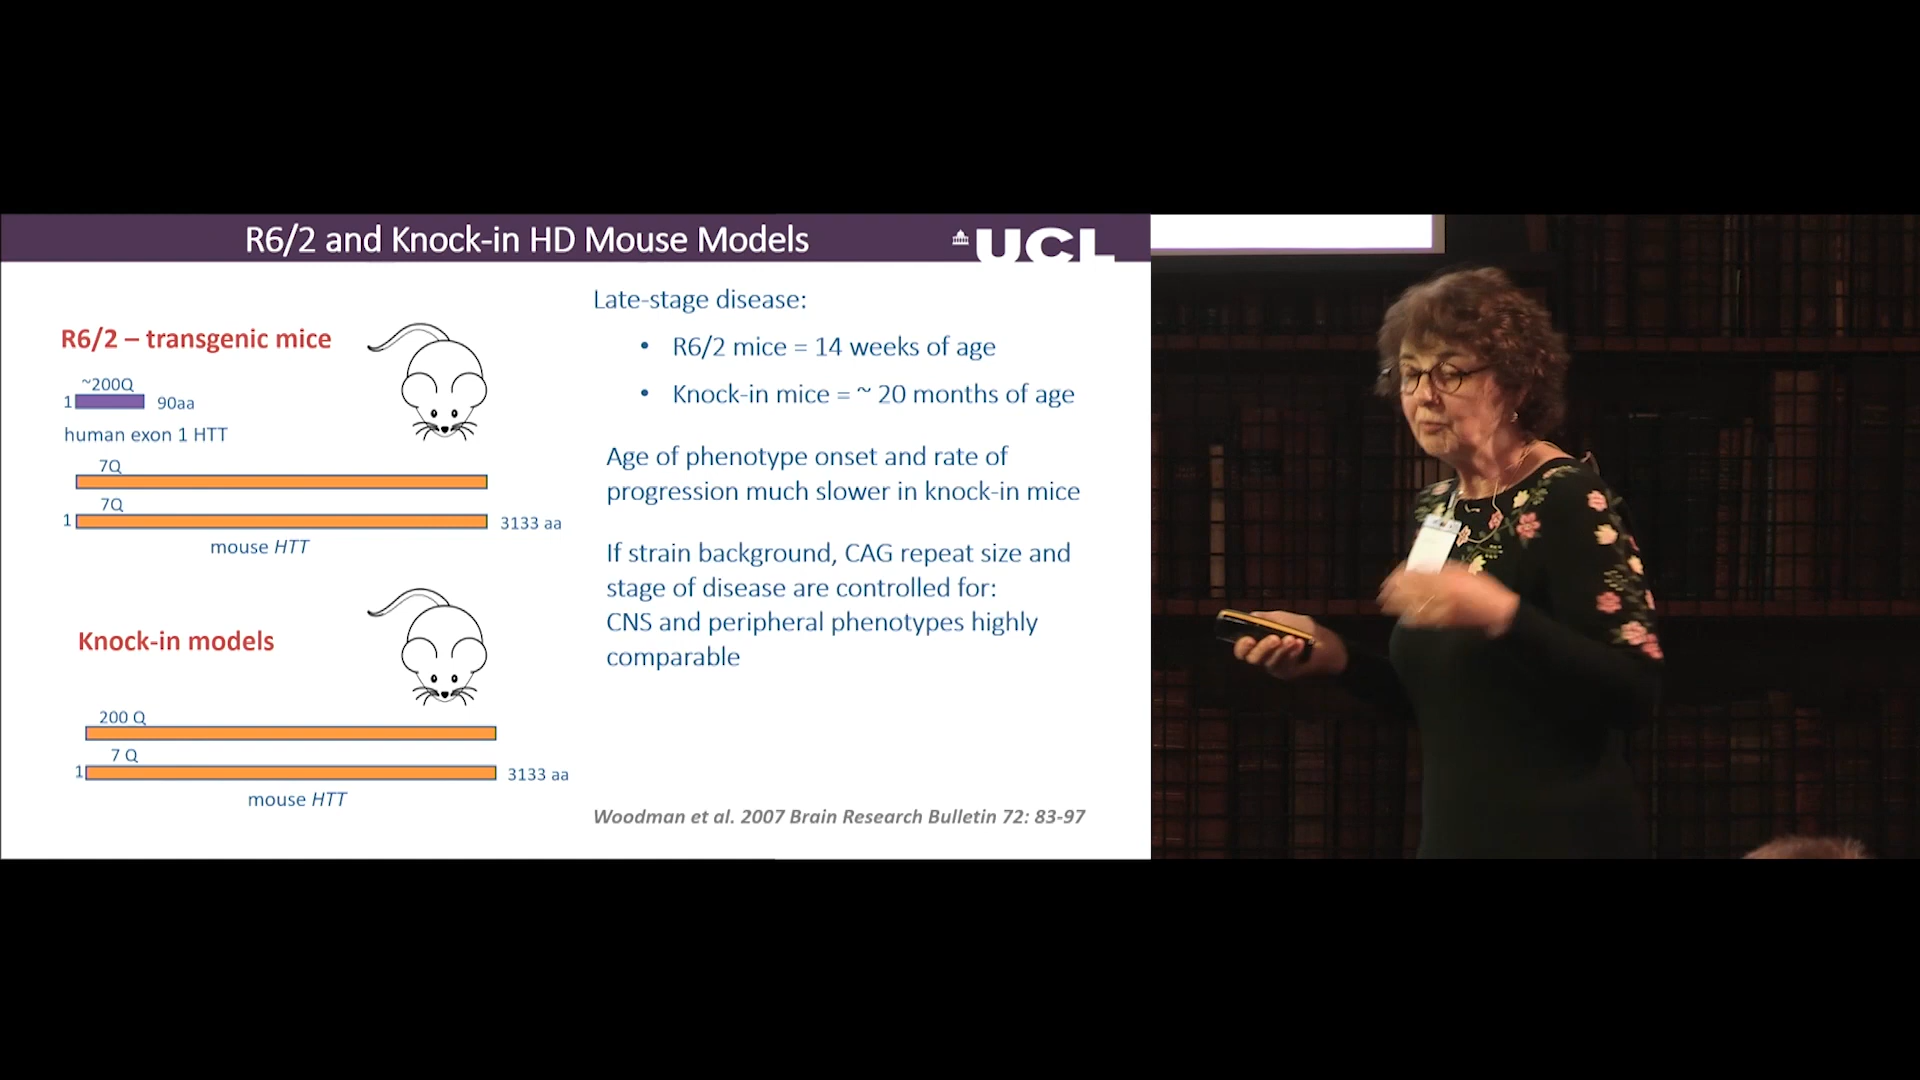 R6/2 and Knock-in HD Mouse Models
UCL
R6/2 – transgenic mice
~200Q
1
90aa
human exon 1 HTT
7Q
7Q
1
3133 aa
mouse HTT
Knock-in models
200 Q
7 Q
1
3133 aa
mouse HTT
Late-stage disease:
• R6/2 mice = 14 weeks of age
• Knock-in mice = ~ 20 months of age
Age of phenotype onset and rate of
progression much slower in knock-in mice
If strain background, CAG repeat size and
stage of disease are controlled for:
CNS and peripheral phenotypes highly
comparable
Woodman et al. 2007 Brain Research Bulletin 72: 83-97